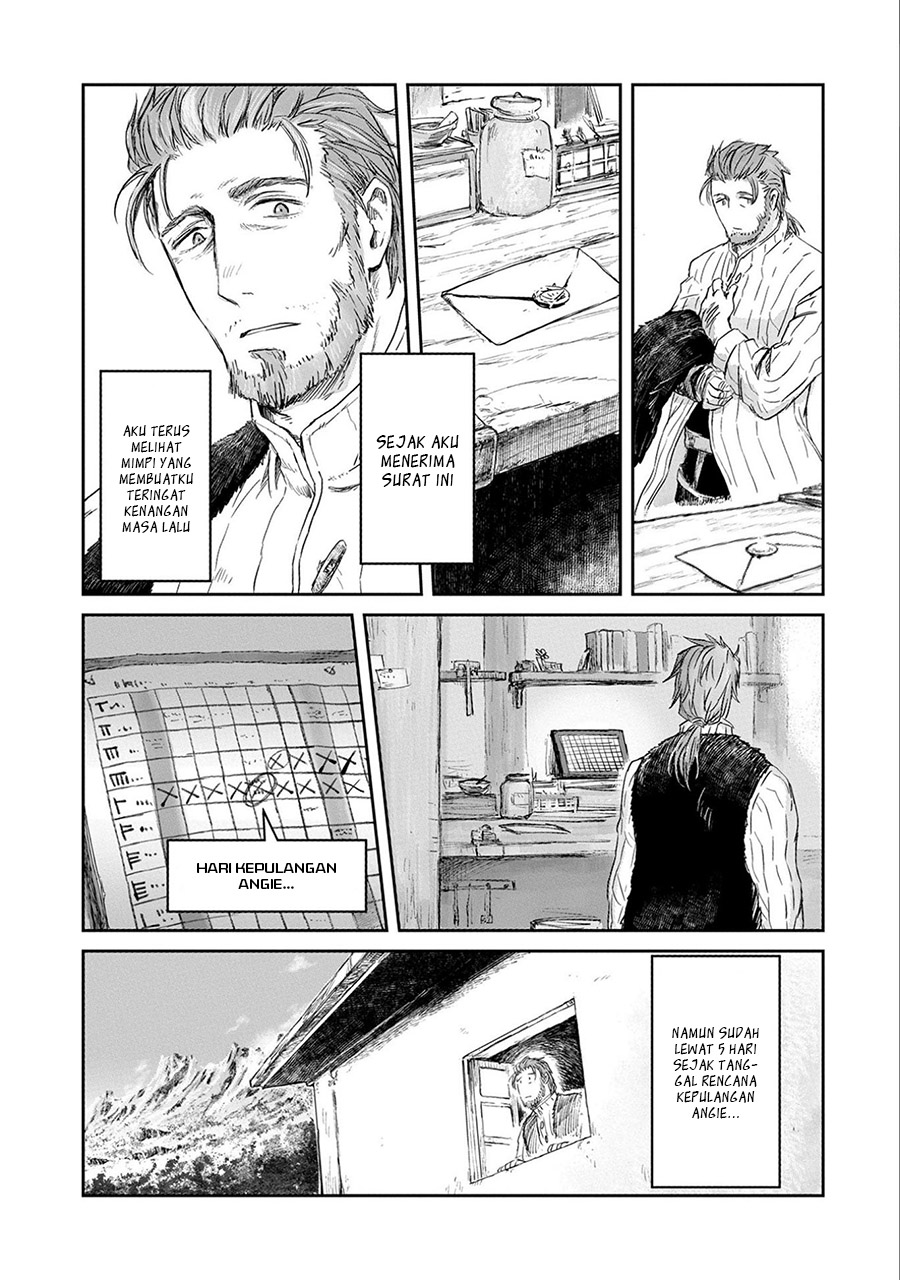 SEJAK AKU
MENERIMA
SURAT INI
AKU TERUS
MELIHAT
MIMPI YANG
MEMBUATKU
TERINGAT
KENANGAN
MASA LALU
HARI KEPULANGAN
ANGIE...
NAMUN SUDAH
LEWAT 5 HARI
SEJAK TANG-
GAL RENCANA
KEPULANGAN
ANGIE...